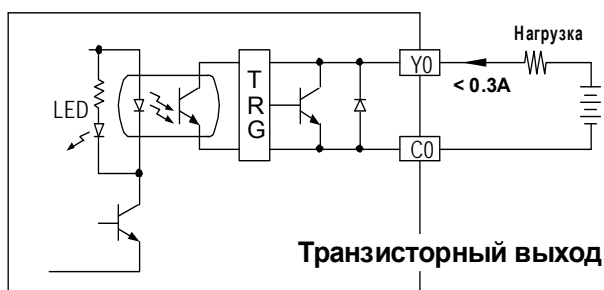 Нагрузка
Y0
< 0.3A
LED
T
R
G
C0
Транзисторный выход